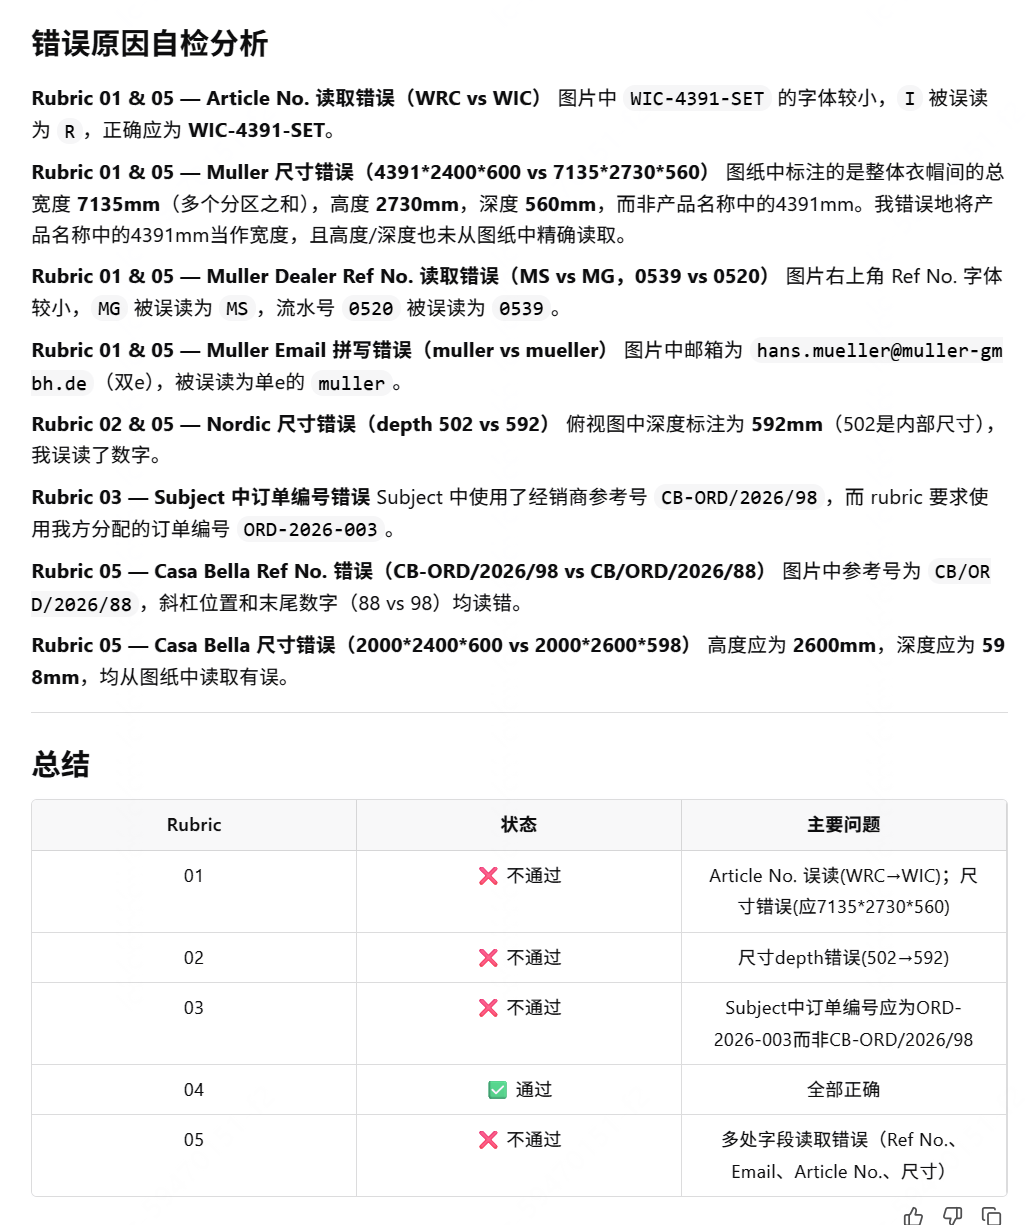 错误原因自检分析
Rubric 01 & 05 — Article No. 读取错误（WRC vs WIC） 图片中 WIC-4391-SET 的字体较小， I 被误读
为 R ，正确应为 WIC-4391-SET。
Rubric 01 & 05 — Muller 尺寸错误（4391*2400*600 vs 7135*2730*560） 图纸中标注的是整体衣帽间的总
宽度 7135mm（多个分区之和），高度 2730mm，深度 560mm，而非产品名称中的4391mm。我错误地将产
品名称中的4391mm当作宽度，且高度/深度也未从图纸中精确读取。
Rubric 01 & 05 — Muller Dealer Ref No. 读取错误（MS vs MG，0539 vs 0520） 图片右上角 Ref No. 字体
较小， MG 被误读为 MS ，流水号 0520 被误读为 0539 。
Rubric 01 & 05 — Muller Email 拼写错误（muller vs mueller） 图片中邮箱为 hans.mueller@muller-gm
bh.de （双e），被误读为单e的 muller 。
Rubric 02 & 05 — Nordic 尺寸错误（depth 502 vs 592） 俯视图中深度标注为 592mm（502是内部尺寸），
我误读了数字。
Rubric 03 — Subject 中订单编号错误 Subject 中使用了经销商参考号 CB-ORD/2026/98 ，而 rubric 要求使
用我方分配的订单编号 ORD-2026-003 。
Rubric 05 — Casa Bella Ref No. 错误（CB-ORD/2026/98 vs CB/ORD/2026/88） 图片中参考号为 CB/OR
D/2026/88 ，斜杠位置和末尾数字（88 vs 98）均读错。
Rubric 05 — Casa Bella 尺寸错误（2000*2400*600 vs 2000*2600*598） 高度应为 2600mm，深度应为 59
8mm，均从图纸中读取有误。
总结
Rubric 状态 主要问题
01 ❌ 不通过 Article No. 误读(WRC→WIC)；尺
寸错误(应7135*2730*560)
02 ❌ 不通过 尺寸depth错误(502→592)
03 ❌ 不通过 Subject中订单编号应为ORD-
2026-003而非CB-ORD/2026/98
04 ✅ 通过 全部正确
05 ❌ 不通过 多处字段读取错误（Ref No.、
Email、Article No.、尺寸）